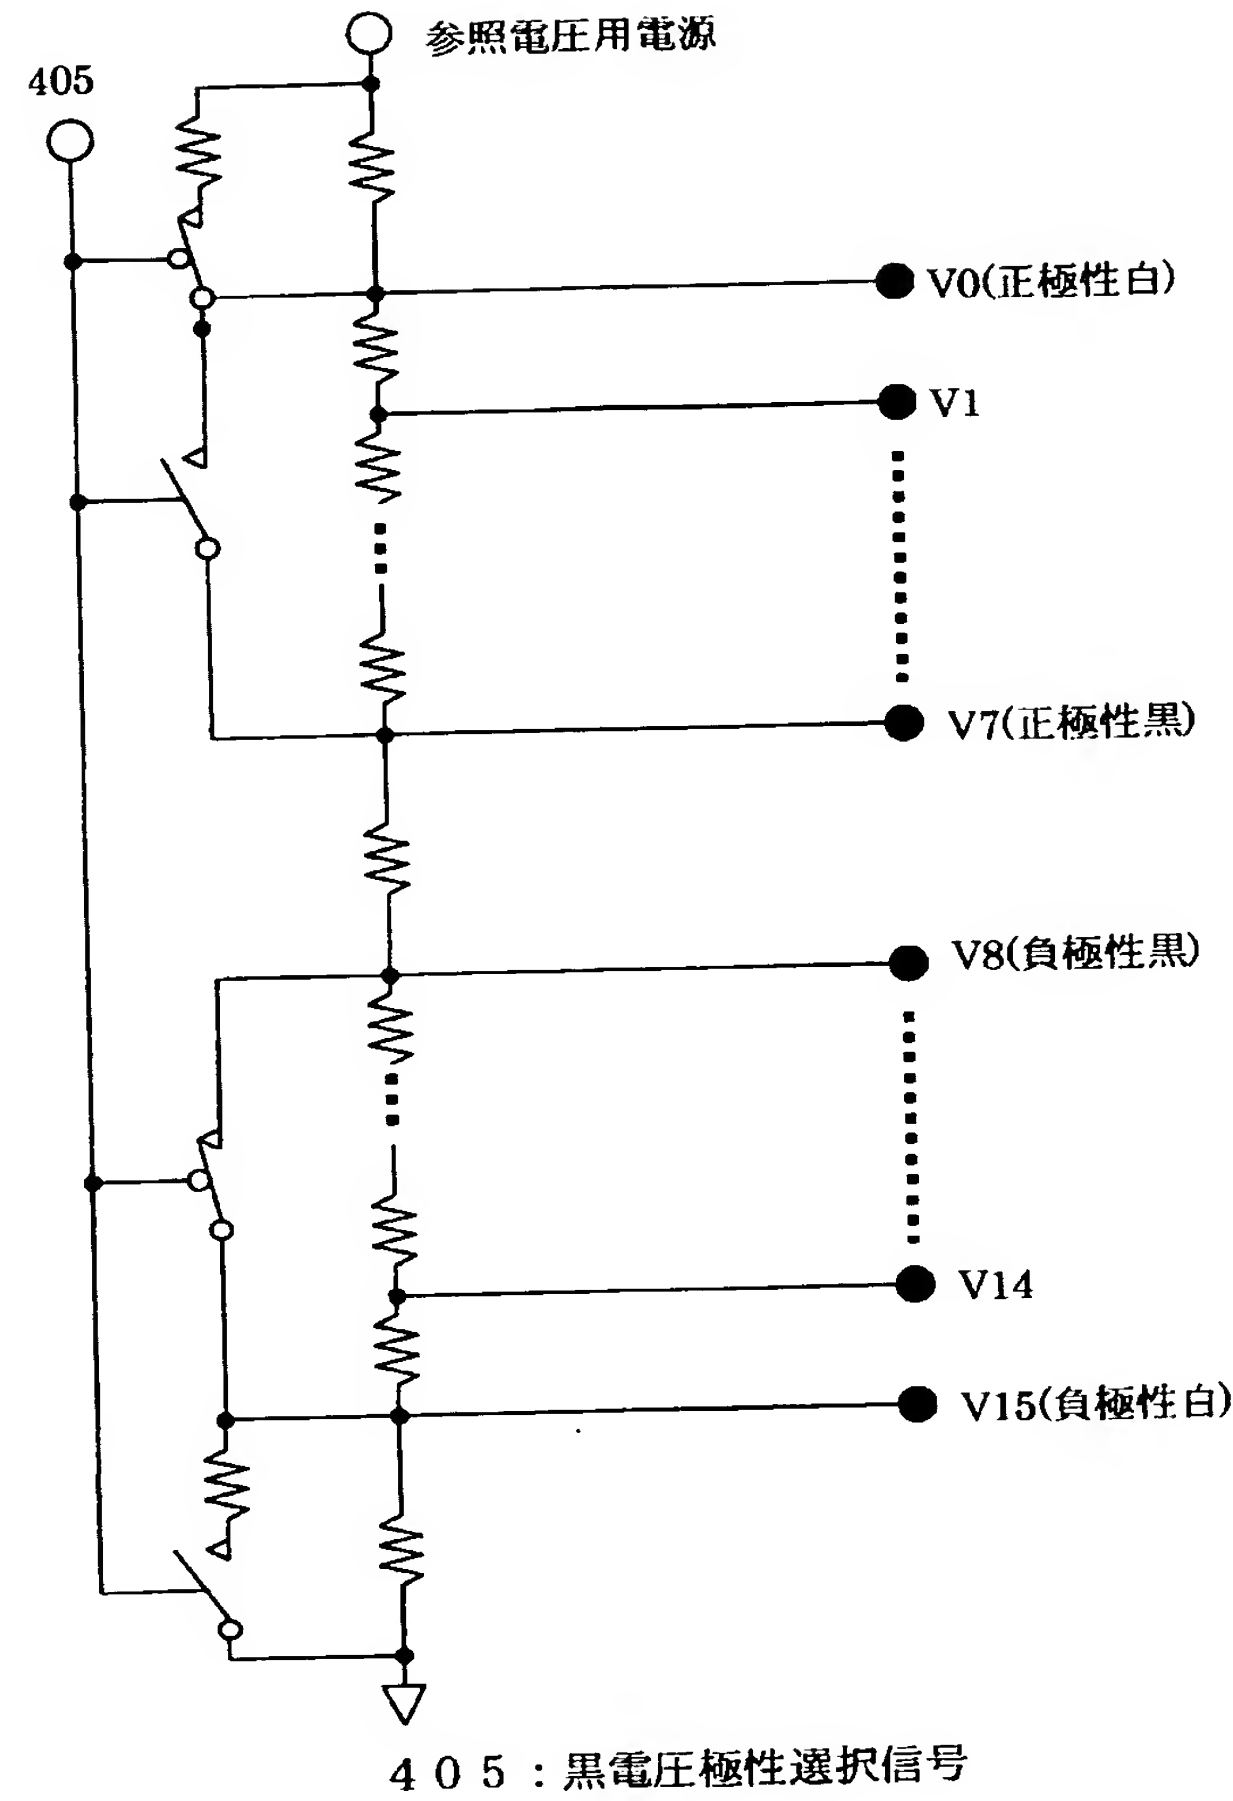 参照電圧用電源
405
V0(正極性白)
V1
V7(正極性黒)
V8(負極性黒)
V14
V15(負極性白)
405:黒電圧極性選択信号